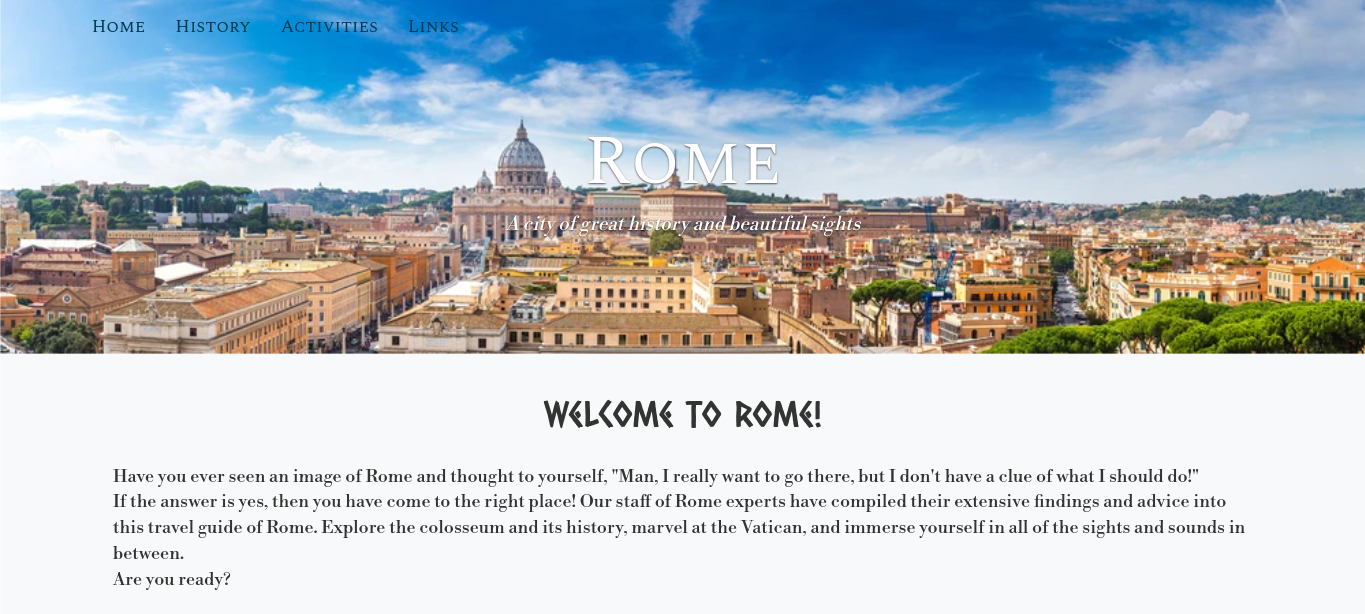 Home History Activities Links
Rome
A city of great history and beautiful sights
WELCOME TO ROME!
Have you ever seen an image of Rome and thought to yourself, "Man, I really want to go there, but I don't have a clue of what I should do!"
If the answer is yes, then you have come to the right place! Our staff of Rome experts have compiled their extensive findings and advice into
this travel guide of Rome. Explore the colosseum and its history, marvel at the Vatican, and immerse yourself in all of the sights and sounds in
between.
Are you ready?